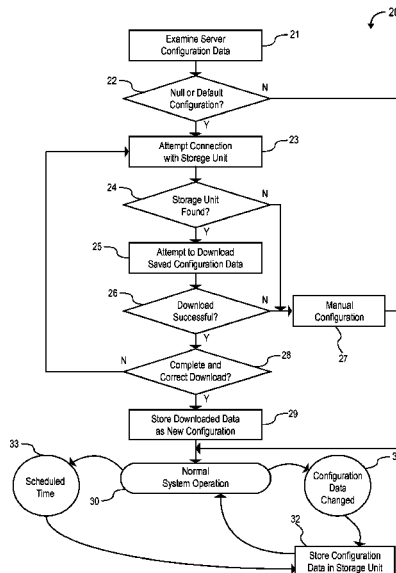 20
Examine Server
Configuration Data
21
22
Null or Default
Configuration?
N
Y
Attempt Connection
with Storage Unit
23
24
Storage Unit
Found?
N
Y
25
Attempt to Download
Saved Configuration Data
26
Download
Successful?
N
Manual
Configuration
27
Y
28
N
Complete and
Correct Download?
Y
Store Downloaded Data
as New Configuration
29
33
Scheduled
Time
Normal
System Operation
30
Configuration
Data
Changed
32
Store Configuration
Data in Storage Unit